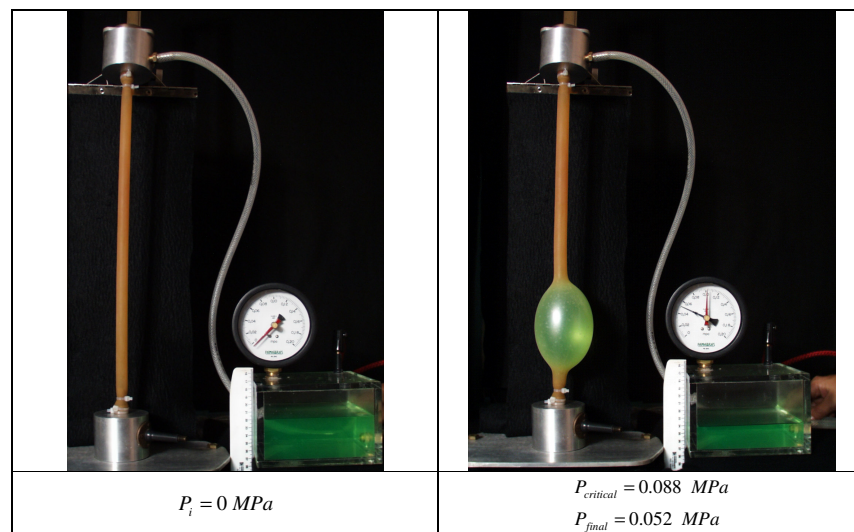 P_i = 0 MPa
P_critical = 0.088 MPa
P_final = 0.052 MPa